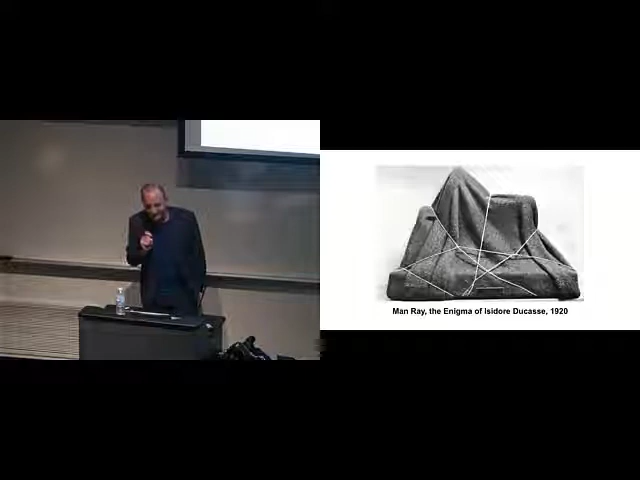 Man Ray, the Enigma of Isidore Ducasse, 1920